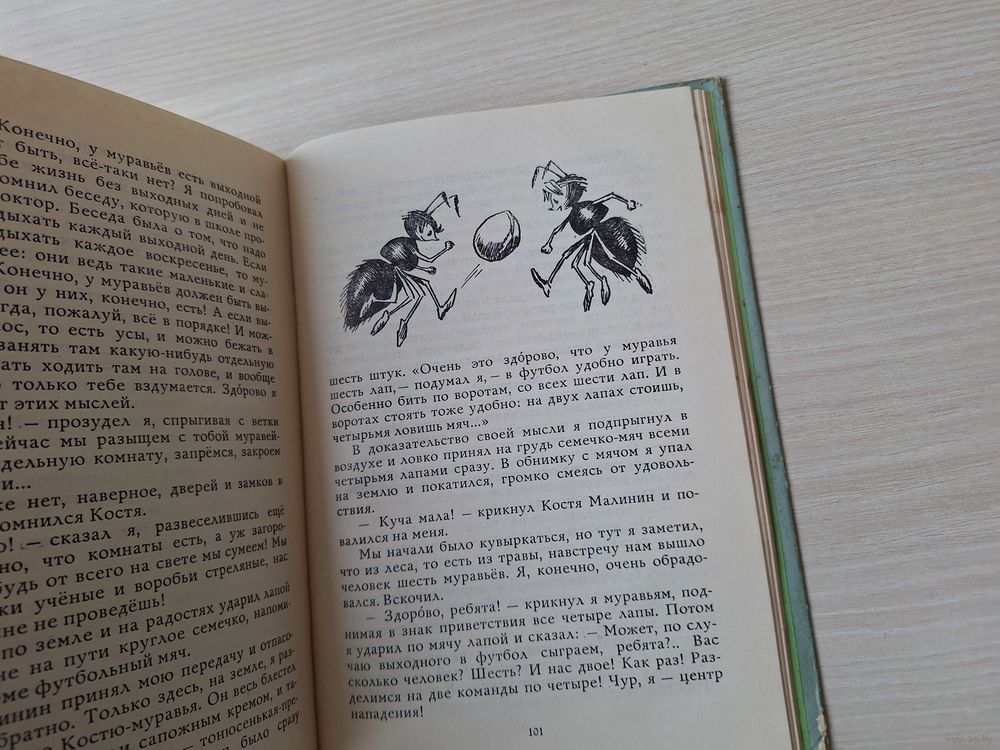 Конечно, у муравьёв есть выходной
быть, всё-таки нет? Я попробовал
жизнь без выходных дней и не
беседу, которую в школе про-
Беседа была о том, что надо
каждый выходной день. Если
каждое воскресенье, то му-
они ведь такие маленькие и сла-
Конечно, у муравьёв должен быть вы-
он у них, конечно, есть! А если вы-
пожалуй, всё в порядке! И мож-
то есть усы, и можно бежать в
занять там какую-нибудь отдельную
ходить там на голове, и вообще
только тебе вздумается. Здо́рово я
от этих мыслей.
— прозудел я, спрыгивая с ветки
сейчас мы разыщем с тобой муравей-
отдельную комнату, запрёмся, закроем
нет, наверное, дверей и замков в
Костя.
— сказал я, развеселившись ещё
что комнаты есть, а уж загоро-
от всего на свете мы сумеем! Мы
учёные и воробьи стреляные, нас
не проведёшь!
по земле и на радостях ударил лапой
на пути круглое семечко, напоми-
футбольный мяч.
принял мою передачу и отпасо-
Только здесь, на земле, я раз-
Костю-муравья. Он весь блестел
сапожным кремом, и та-
— тонюсенькая-пре-
было сразу
шесть штук. «Очень это здо́рово, что у муравья
шесть лап,— подумал я,— в футбол удобно играть.
Особенно бить по воротам, со всех шести лап. И в
воротах стоять тоже удобно: на двух лапах стоишь,
четырьмя ловишь мяч...»
В доказательство своей мысли я подпрыгнул в
воздухе и ловко принял на грудь семечко-мяч всеми
четырьмя лапами сразу. В обнимку с мячом я упал
на землю и покатился, громко смеясь от удоволь-
ствия.
— Куча мала! — крикнул Костя Малинин и по-
валился на меня.
Мы начали было кувыркаться, но тут я заметил,
что из леса, то есть из травы, навстречу нам вышло
человек шесть муравьёв. Я, конечно, очень обрадо-
вался. Вскочил.
— Здоро́во, ребята! — крикнул я муравьям, под-
нимая в знак приветствия все четыре лапы. Потом
я ударил по мячу лапой и сказал: — Может, по слу-
чаю выходного в футбол сыграем, ребята?.. Вас
сколько человек? Шесть? И нас двое! Как раз! Раз-
делимся на две команды по четыре! Чур, я — центр
нападения!
101